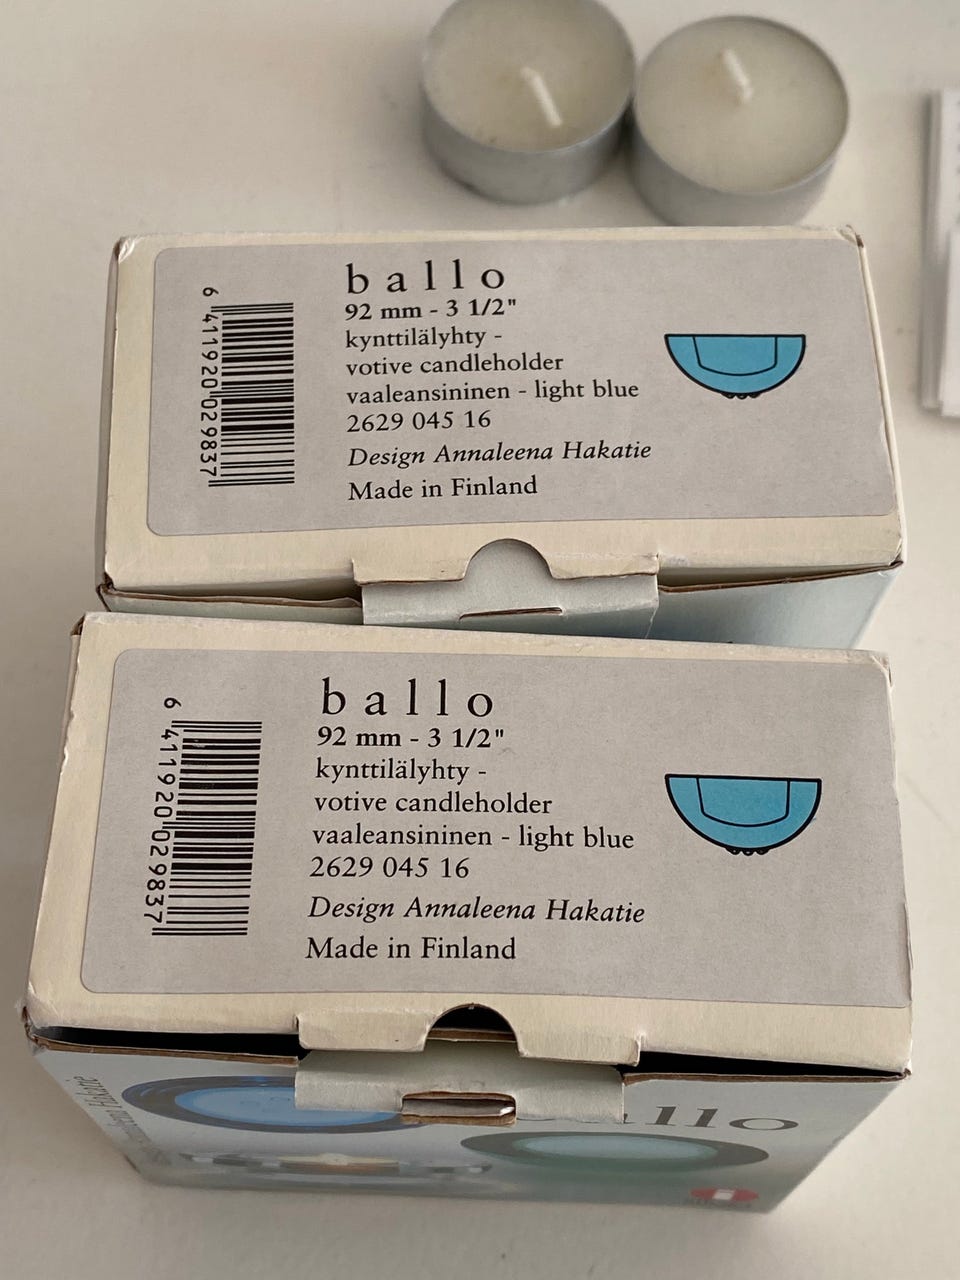 ballo
92 mm - 3 1/2"
kynttilälyhty -
votive candleholder
vaaleansininen - light blue
2629 045 16
Design Annaleena Hakatie
Made in Finland
6 411920 029837
ballo
92 mm - 3 1/2"
kynttilälyhty -
votive candleholder
vaaleansininen - light blue
2629 045 16
Design Annaleena Hakatie
Made in Finland
6 411920 029837
Hakatie